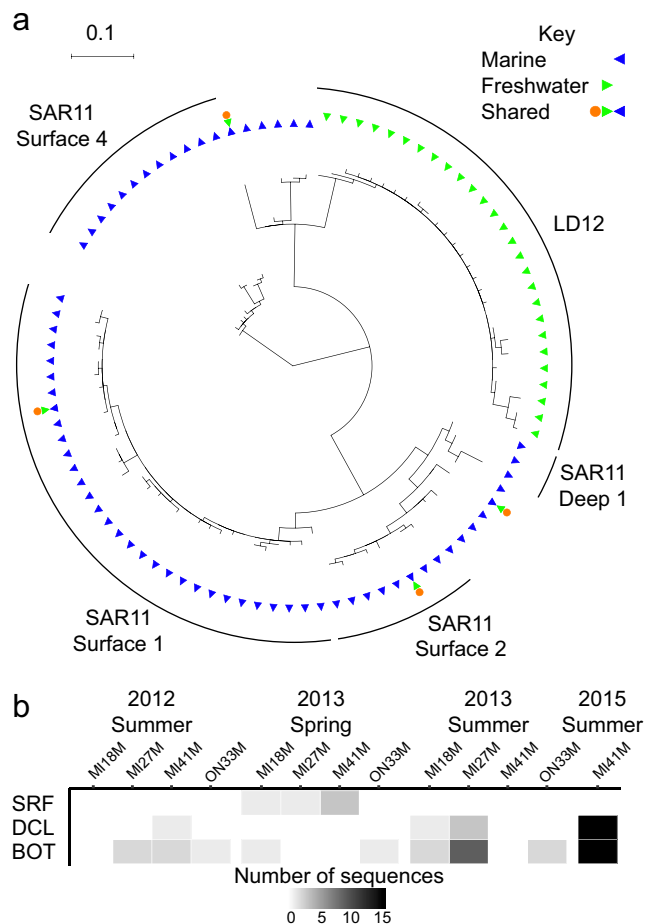 a
0.1
Key
Marine
Freshwater
Shared
SAR11
Surface 4
LD12
SAR11
Deep 1
SAR11
Surface 1
SAR11
Surface 2
b
2012
Summer
2013
Spring
2013
Summer
2015
Summer
MI18M MI27M MI41M ON33M MI18M MI27M MI41M ON33M MI18M MI27M MI41M ON33M MI41M
SRF
DCL
BOT
Number of sequences
0 5 10 15